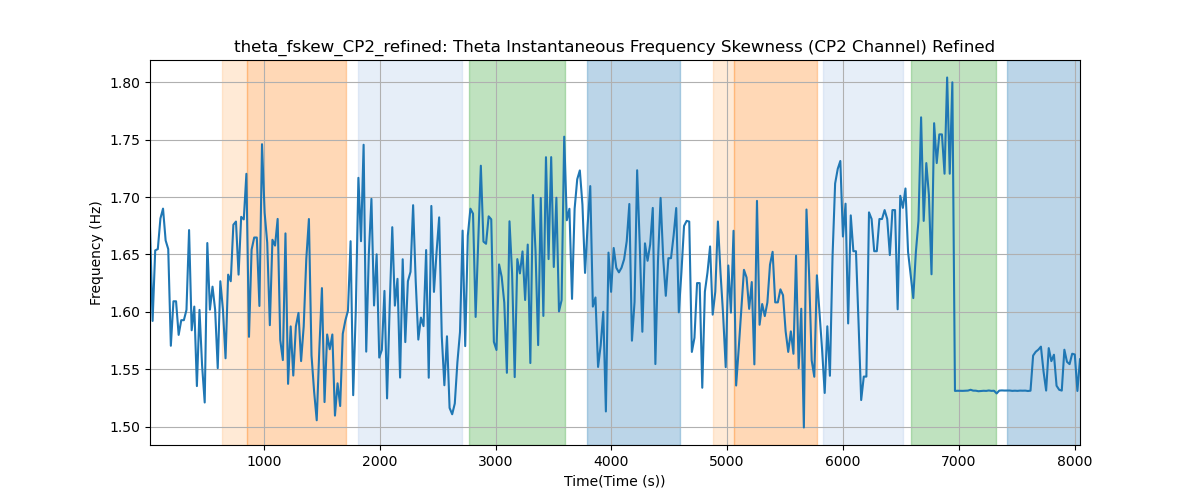 theta_fskew_CP2_refined: Theta Instantaneous Frequency Skewness (CP2 Channel) Refined
1.80
1.75
1.70
1.65
1.60
1.55
1.50
Frequency (Hz)
1000 2000 3000 4000 5000 6000 7000 8000
Time(Time (s))